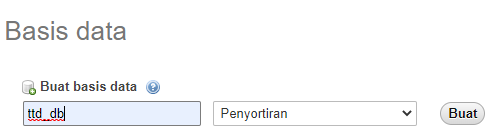 Basis data
Buat basis data
ttd_db Penyortiran Buat